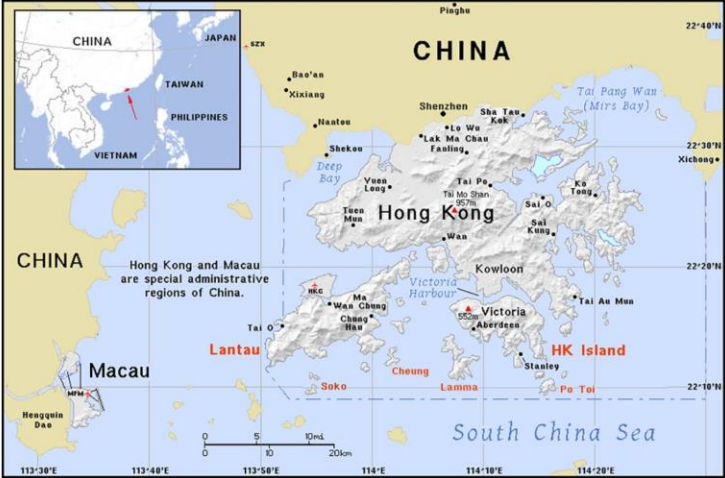 CHINA
JAPAN
TAIWAN
PHILIPPINES
VIETNAM
Pinghu
22°40'N
SZX
CHINA
Bao'an
Xixiang
Tai Pang Wan
(Mirs Bay)
Shenzhen
Sha Tau
Kok
Nantou
Lo Wu
Lak Ma Chau
Fanling
22°30'N
Shekou
Deep
Bay
Xichong
Yuen
Long
Tai Po
Tai Mo Shan
957m
Ko
Tong
Sai O
Tuen
Mun
Hong Kong
Sai
Kung
Wan
CHINA
Hong Kong and Macau
are special administrative
regions of China.
Kowloon
22°20'N
HKG
Victoria
Harbour
Ma
Wan Chung
Tai Au Mun
Chung
Hau
Victoria
552m
Aberdeen
Tai O
Lantau
HK Island
Stanley
Macau
Cheung
Soko
Lamma
Po Toi
22°10'N
MFM
Hengquin
Dao
0 5 10mi.
0 10 20km
South China Sea
113°30'E
113°40'E
113°50'E
114°E
114°10'E
114°20'E